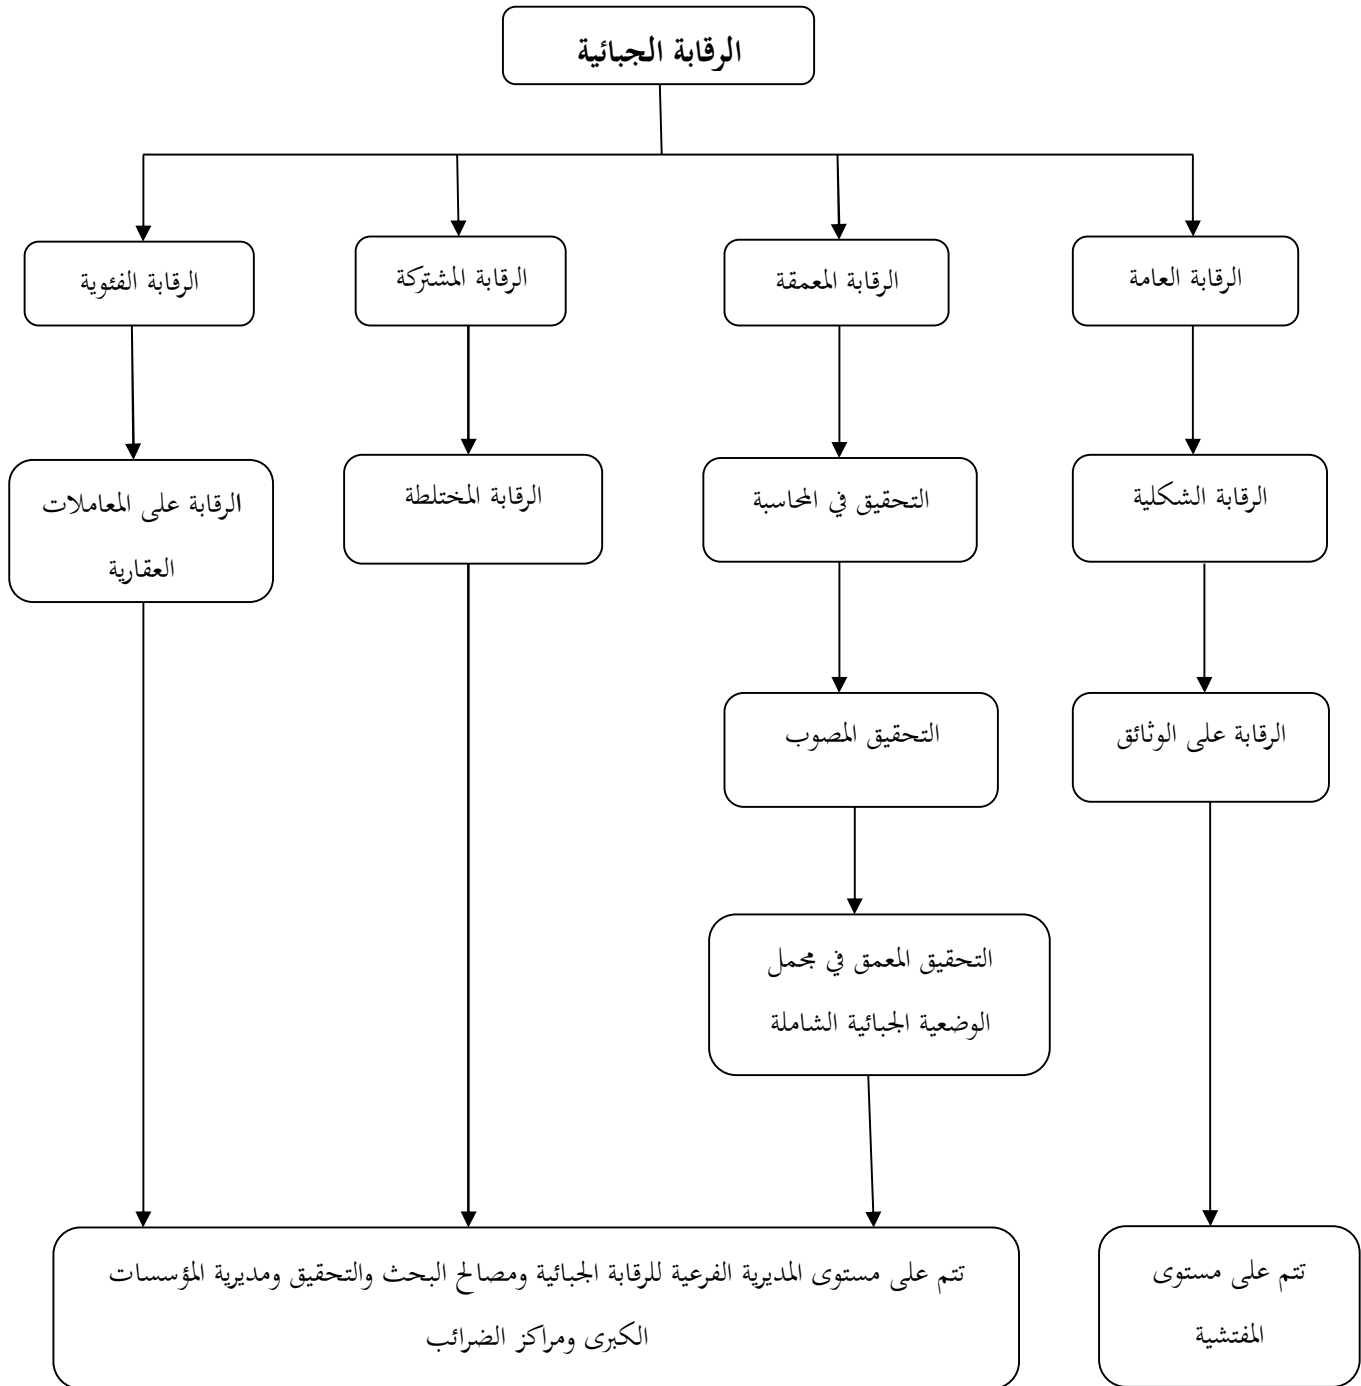 الرقابة الجبائية
الرقابة العامة
الرقابة المعمقة
الرقابة المشتركة
الرقابة الفئوية
الرقابة الشكلية
التحقيق في المحاسبة
الرقابة المختلطة
الرقابة على المعاملات
العقارية
الرقابة على الوثائق
التحقيق المصوب
التحقيق المعمق في مجمل
الوضعية الجبائية الشاملة
تتم على مستوى
المفتشية
تتم على مستوى المديرية الفرعية للرقابة الجبائية ومصالح البحث والتحقيق ومديرية المؤسسات
الكبرى ومراكز الضرائب